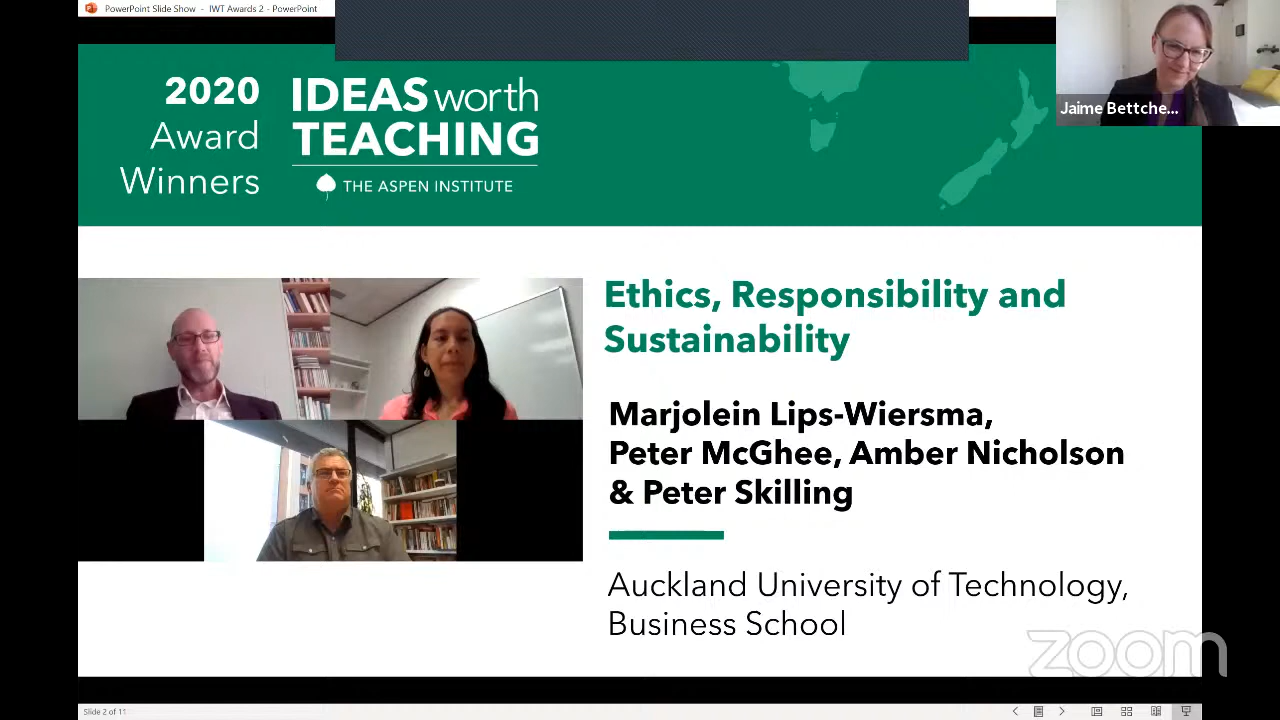 PowerPoint Slide Show - IWT Awards 2 - PowerPoint
Jaime Bettche...
2020
Award
Winners
IDEAS worth
TEACHING
THE ASPEN INSTITUTE
Ethics, Responsibility and
Sustainability
Marjolein Lips-Wiersma,
Peter McGhee, Amber Nicholson
& Peter Skilling
Auckland University of Technology,
Business School
zoom
Slide 2 of 11